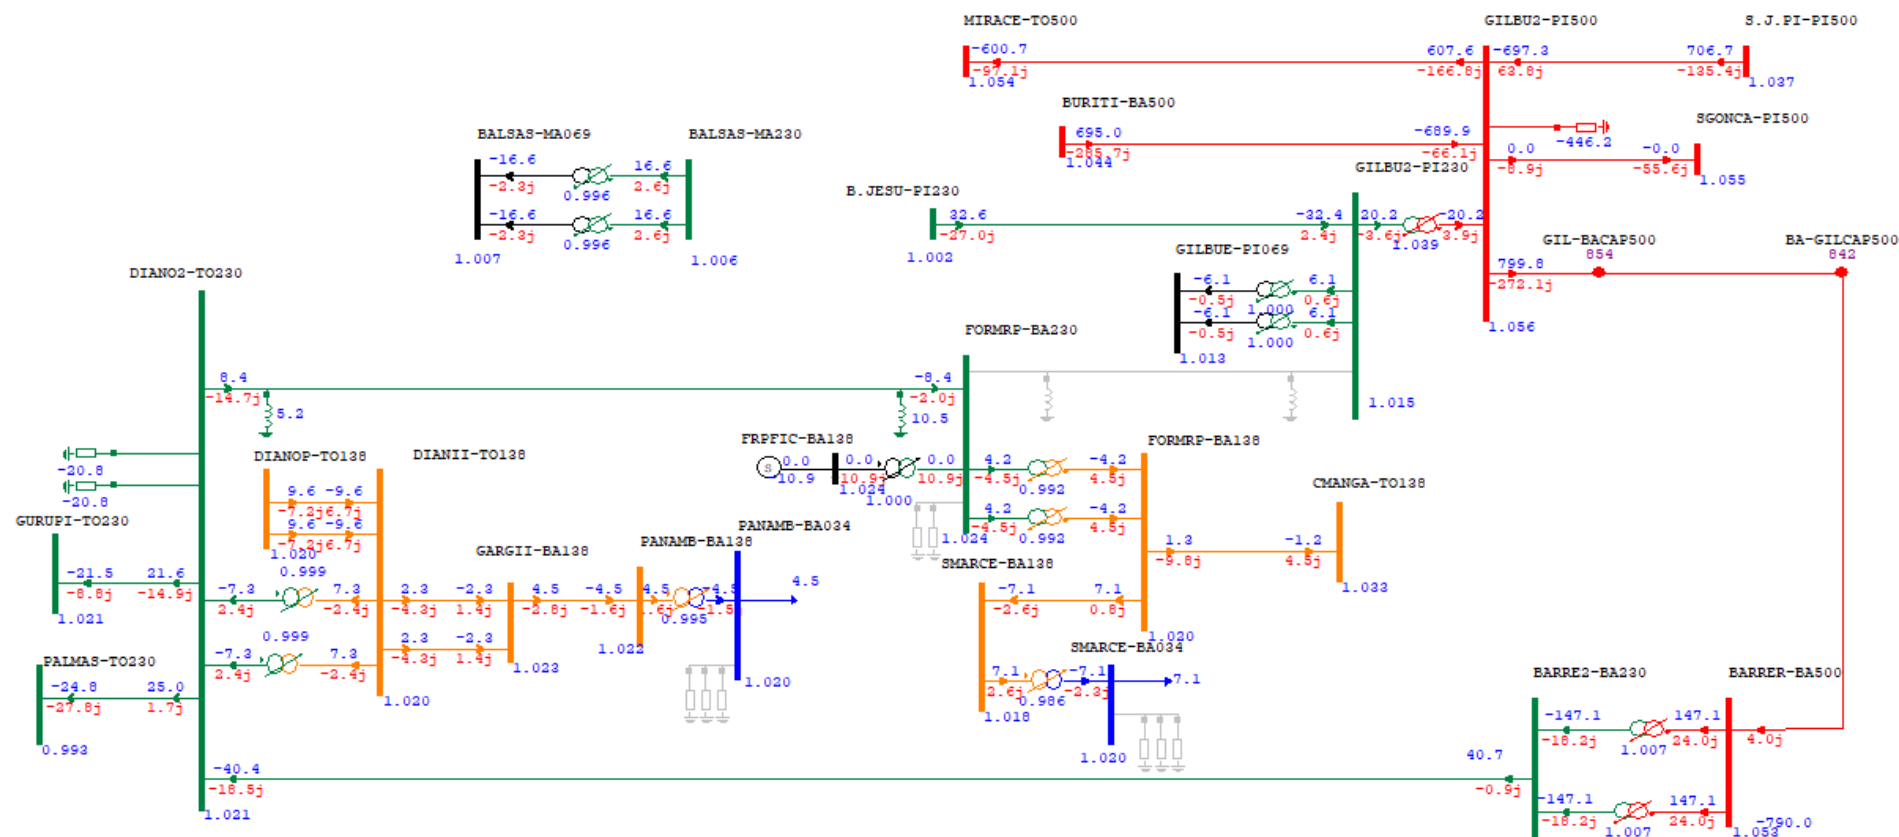 MIRACE-TO500
GILBU2-PI500
S.J.PI-PI500
-600.7
607.6
-697.3
706.7
-97.1j
-166.8j
63.8j
-135.4j
1.054
1.037
BURITI-BA500
SGONCA-PI500
695.0
-689.9
-446.2
-285.7j
-66.1j
0.0
-0.0
1.044
-8.9j
-55.6j
1.055
BALSAS-MA069
BALSAS-MA230
-16.6
16.6
-2.3j
0.996
2.6j
-16.6
16.6
-2.3j
0.996
2.6j
1.007
1.006
B.JESU-PI230
GILBU2-PI230
32.6
-32.4
20.2
-20.2
-27.0j
2.4j
-3.6j
3.9j
1.002
1.039
GILBUE-PI069
GIL-BACAP500
BA-GILCAP500
854
842
799.8
-272.1j
-6.1
6.1
-0.5j
1.000
0.6j
-6.1
6.1
-0.5j
1.000
0.6j
1.013
1.056
1.015
DIANO2-TO230
FORMRP-BA230
8.4
-8.4
-14.7j
-2.0j
5.2
10.5
-20.8
-20.8
DIANOP-TO138
DIANII-TO138
9.6
-9.6
-7.2j
6.7j
9.6
-9.6
-7.2j
6.7j
1.020
FRPFIC-BA138
FORMRP-BA138
S
0.0
0.0
0.0
10.9
10.9j
10.9j
1.024
1.000
4.2
-4.2
-4.5j
0.992
4.5j
4.2
-4.2
-4.5j
0.992
4.5j
1.024
CMANGA-TO138
1.3
-1.2
-9.8j
4.5j
1.033
GURUPI-TO230
-21.5
21.6
-8.8j
-14.9j
1.021
0.999
-7.3
7.3
2.4j
-2.4j
0.999
-7.3
7.3
2.4j
-2.4j
1.020
GARGII-BA138
PANAMB-BA138
PANAMB-BA034
2.3
-2.3
-4.3j
1.4j
2.3
-2.3
-4.3j
1.4j
1.023
4.5
-4.5
-2.8j
-1.6j
4.5
-4.5
4.5
0.995
1.022
1.020
SMARCE-BA138
-7.1
7.1
-2.6j
0.8j
1.020
SMARCE-BA034
7.1
-7.1
7.1
2.6j
0.986
-2.3j
1.018
1.020
PALMAS-TO230
-24.8
25.0
-27.8j
1.7j
0.993
-40.4
40.7
-18.5j
-0.9j
1.021
BARRE2-BA230
BARRER-BA500
-147.1
147.1
-18.2j
1.007
24.0j
4.0j
-147.1
147.1
-18.2j
1.007
24.0j
1.053
-790.0